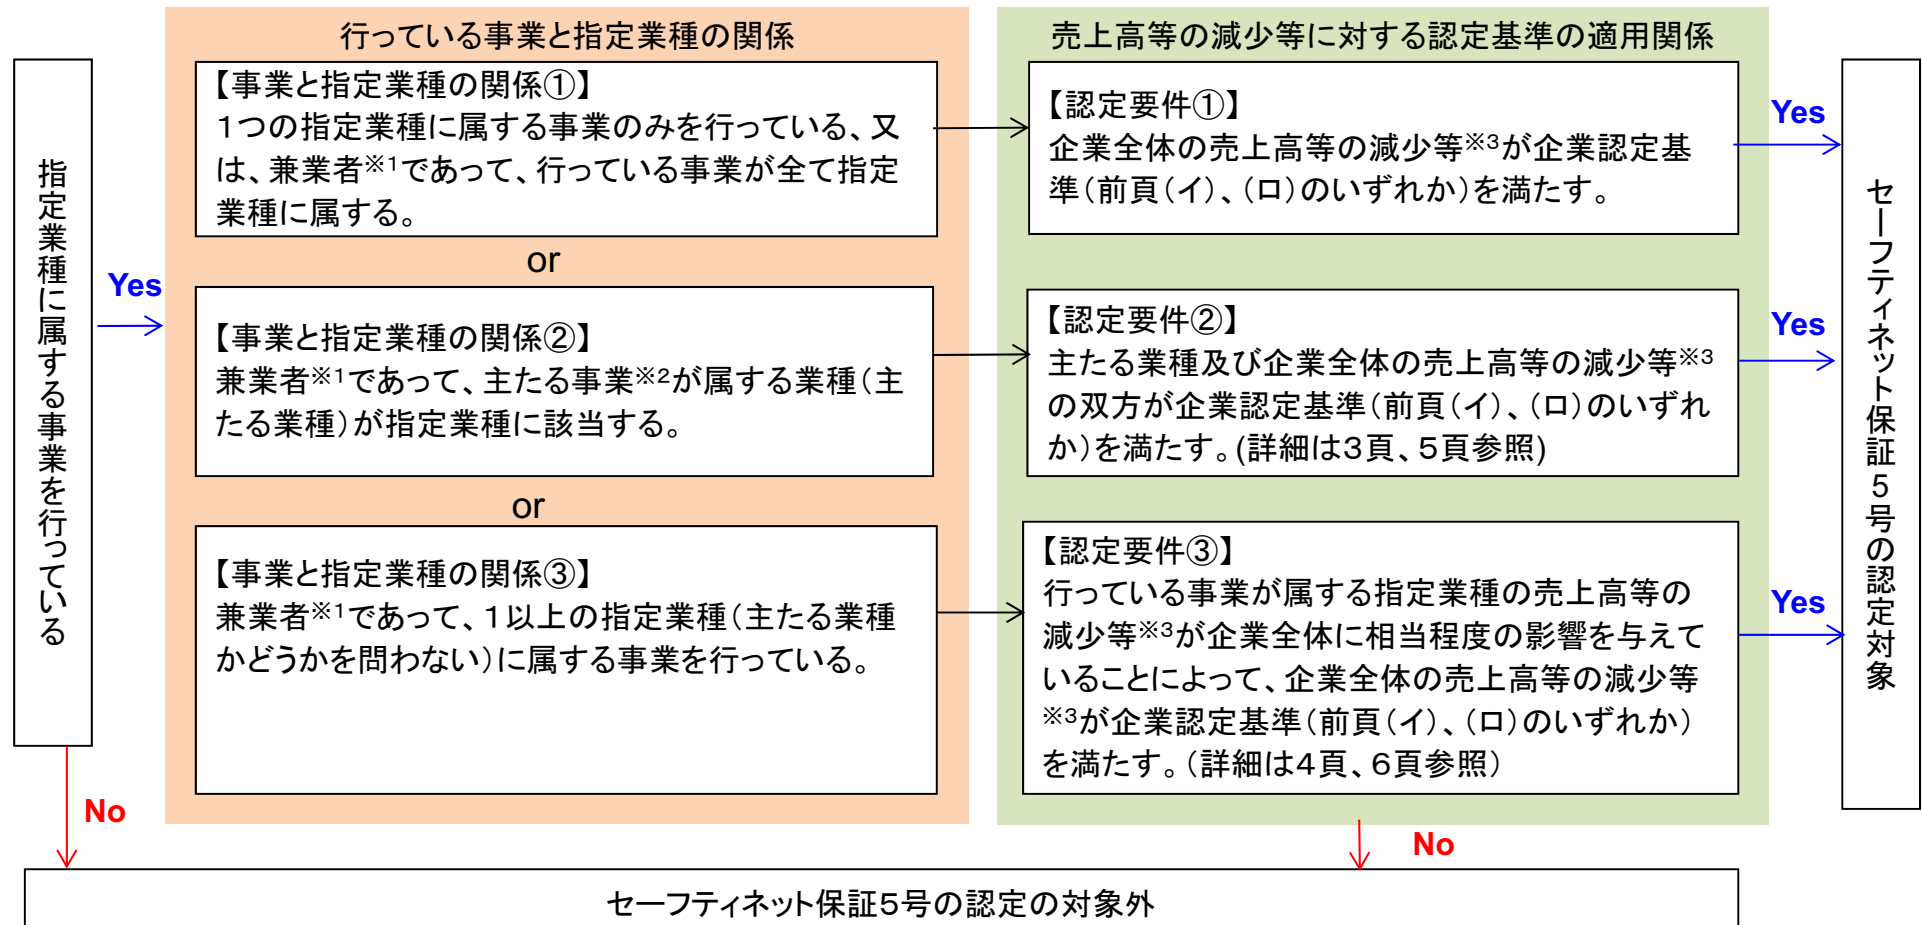 指定業種に属する事業を行っている
Yes
No
行っている事業と指定業種の関係
【事業と指定業種の関係①】
1つの指定業種に属する事業のみを行っている、又
は、兼業者※1であって、行っている事業が全て指定
業種に属する。
or
【事業と指定業種の関係②】
兼業者※1であって、主たる事業※2が属する業種（主
たる業種）が指定業種に該当する。
or
【事業と指定業種の関係③】
兼業者※1であって、1以上の指定業種（主たる業種
かどうかを問わない）に属する事業を行っている。
売上高等の減少等に対する認定基準の適用関係
【認定要件①】
企業全体の売上高等の減少等※3が企業認定基
準（前頁（イ）、（ロ）のいずれか）を満たす。
Yes
【認定要件②】
主たる業種及び企業全体の売上高等の減少等※3
の双方が企業認定基準（前頁（イ）、（ロ）のいずれ
か）を満たす。(詳細は3頁、5頁参照)
Yes
【認定要件③】
行っている事業が属する指定業種の売上高等の
減少等※3が企業全体に相当程度の影響を与えて
いることによって、企業全体の売上高等の減少等
※3が企業認定基準（前頁（イ）、（ロ）のいずれか）
を満たす。（詳細は4頁、6頁参照）
Yes
No
セーフティネット保証5号の認定対象
セーフティネット保証5号の認定の対象外